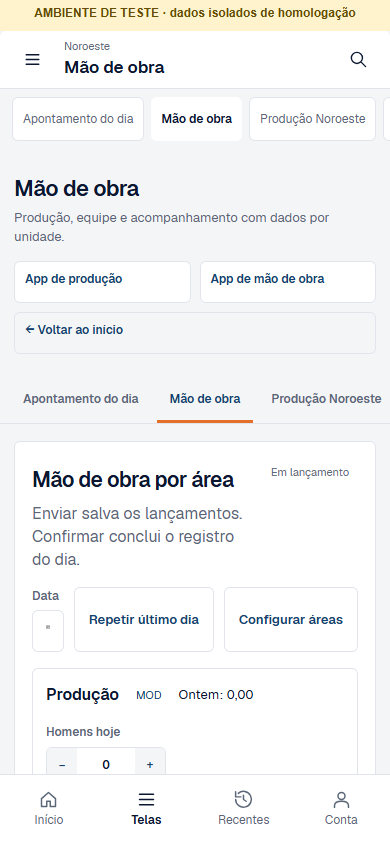 AMBIENTE DE TESTE · dados isolados de homologação
Noroeste
Mão de obra
Apontamento do dia
Mão de obra
Produção Noroeste
Mão de obra
Produção, equipe e acompanhamento com dados por
unidade.
App de produção
App de mão de obra
← Voltar ao início
Apontamento do dia
Mão de obra
Produção Noroeste
Mão de obra por área
Em lançamento
Enviar salva os lançamentos.
Confirmar conclui o registro
do dia.
Data
Repetir último dia
Configurar áreas
Produção MOD Ontem: 0,00
Homens hoje
− 0 +
Início
Telas
Recentes
Conta